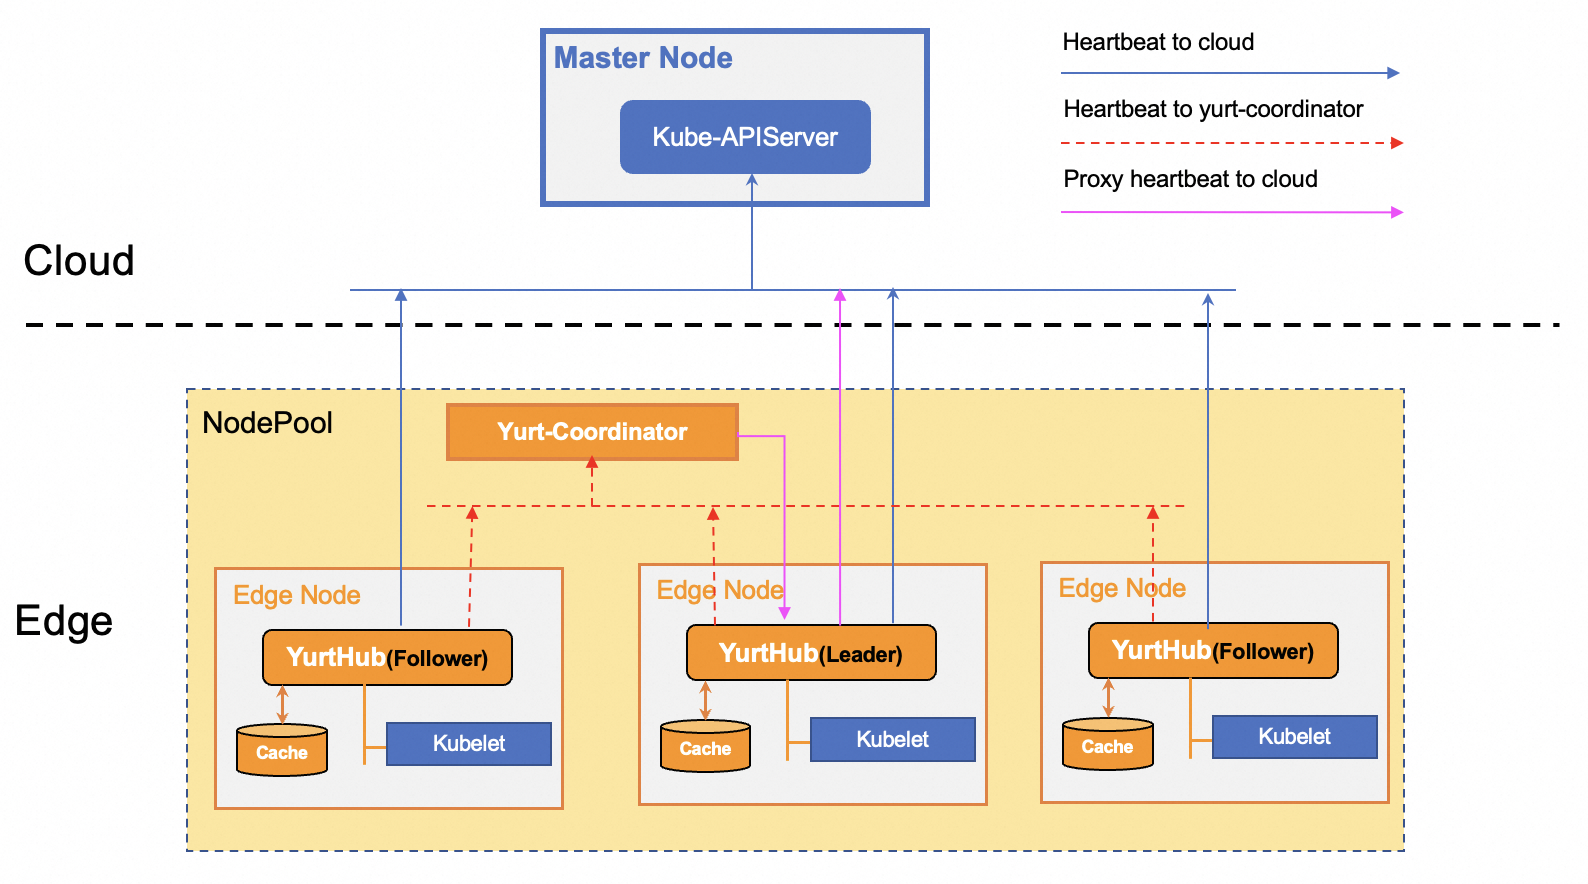 Master Node
Kube-APIServer
Heartbeat to cloud
Heartbeat to yurt-coordinator
Proxy heartbeat to cloud
Cloud
NodePool
Yurt-Coordinator
Edge
Edge Node
YurtHub(Follower)
Cache
Kubelet
Edge Node
YurtHub(Leader)
Cache
Kubelet
Edge Node
YurtHub(Follower)
Cache
Kubelet